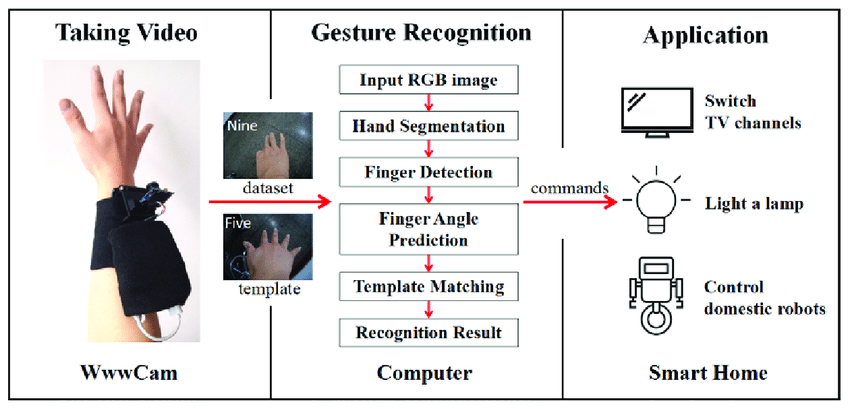 Taking Video
Nine
dataset
Five
template
WwwCam
Gesture Recognition
Input RGB image
Hand Segmentation
Finger Detection
Finger Angle
Prediction
Template Matching
Recognition Result
Computer
commands
Application
Switch
TV channels
Light a lamp
Control
domestic robots
Smart Home